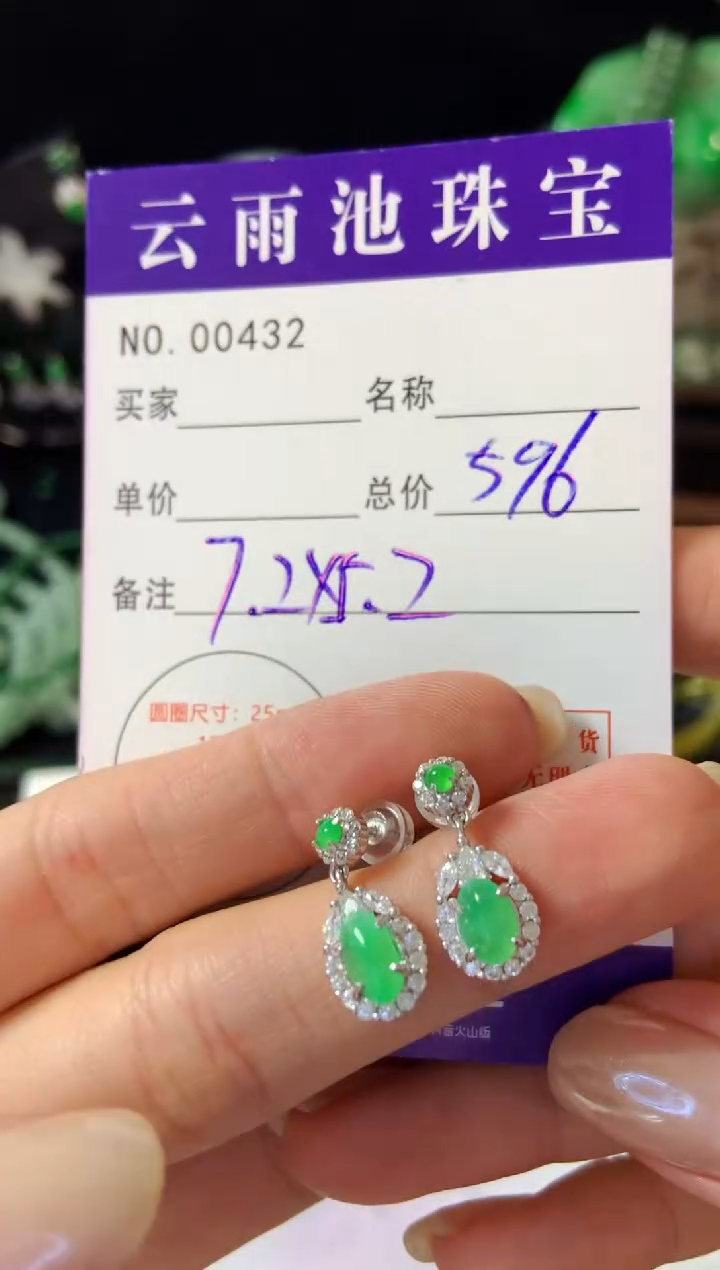 云雨池珠宝
NO. 00432
买家 名称
单价 总价 596
备注 7.2X5.2
圆圈尺寸：25
货